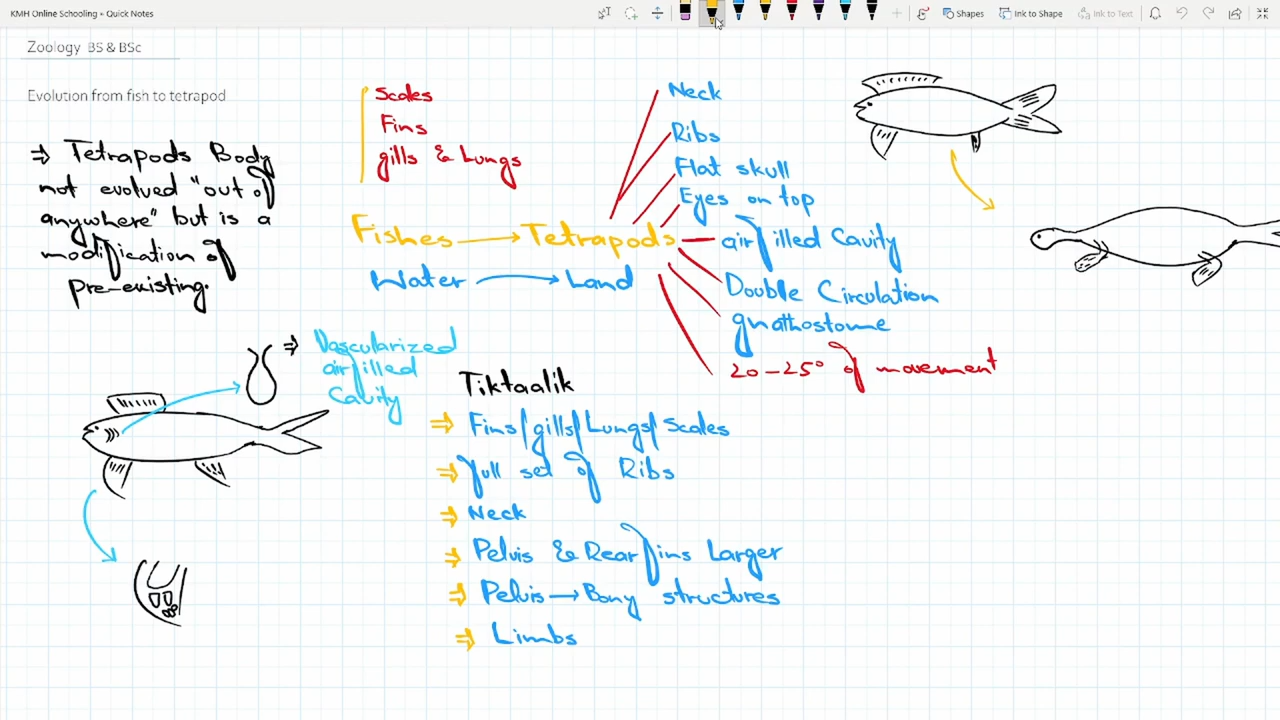 KMH Online Schooling • Quick Notes
Shapes
Ink to Shape
Ink to Text
Zoology BS & BSc
Evolution from fish to tetrapod
⇒ Tetrapods Body
not evolved "out of
anywhere" but is a
modification of
pre-existing.
Scales
Fins
gills & Lungs
Fishes → Tetrapods
Water → Land
Neck
Ribs
Flat skull
Eyes on top
air filled Cavity
Double Circulation
gnathostome
20-25° of movement
⇒ Vascularized
air filled
Cavity
Tiktaalik
⇒ Fins/gills/Lungs/Scales
⇒ full set of Ribs
⇒ Neck
⇒ Pelvis & Rear fins Larger
⇒ Pelvis → Bony structures
⇒ Limbs